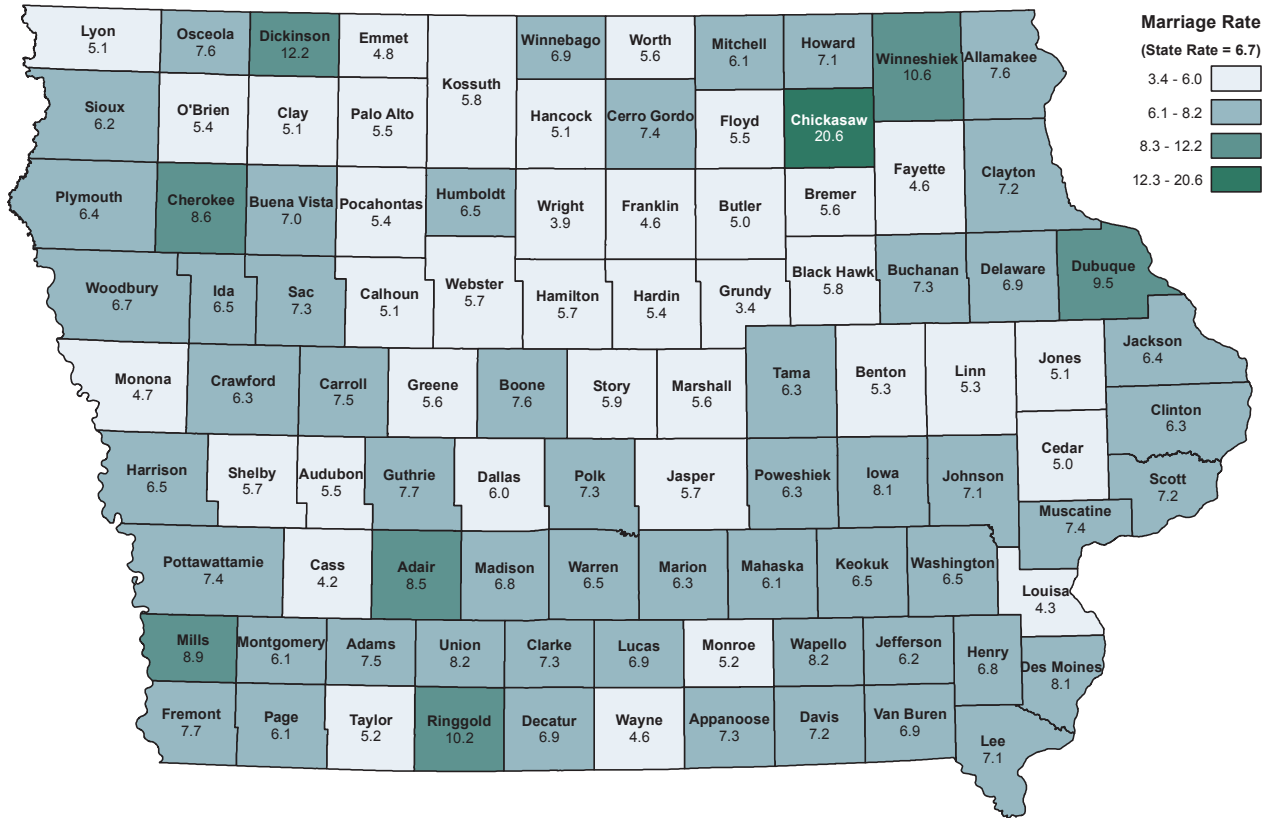 Marriage Rate
(State Rate = 6.7)
3.4 - 6.0
6.1 - 8.2
8.3 - 12.2
12.3 - 20.6
Lyon
5.1
Osceola
7.6
Dickinson
12.2
Emmet
4.8
Kossuth
5.8
Winnebago
6.9
Worth
5.6
Mitchell
6.1
Howard
7.1
Winneshiek
10.6
Allamakee
7.6
Sioux
6.2
O'Brien
5.4
Clay
5.1
Palo Alto
5.5
Hancock
5.1
Cerro Gordo
7.4
Floyd
5.5
Chickasaw
20.6
Fayette
4.6
Clayton
7.2
Plymouth
6.4
Cherokee
8.6
Buena Vista
7.0
Pocahontas
5.4
Humboldt
6.5
Wright
3.9
Franklin
4.6
Butler
5.0
Bremer
5.6
Woodbury
6.7
Ida
6.5
Sac
7.3
Calhoun
5.1
Webster
5.7
Hamilton
5.7
Hardin
5.4
Grundy
3.4
Black Hawk
5.8
Buchanan
7.3
Delaware
6.9
Dubuque
9.5
Monona
4.7
Crawford
6.3
Carroll
7.5
Greene
5.6
Boone
7.6
Story
5.9
Marshall
5.6
Tama
6.3
Benton
5.3
Linn
5.3
Jones
5.1
Jackson
6.4
Clinton
6.3
Harrison
6.5
Shelby
5.7
Audubon
5.5
Guthrie
7.7
Dallas
6.0
Polk
7.3
Jasper
5.7
Poweshiek
6.3
Iowa
8.1
Johnson
7.1
Cedar
5.0
Scott
7.2
Muscatine
7.4
Pottawattamie
7.4
Cass
4.2
Adair
8.5
Madison
6.8
Warren
6.5
Marion
6.3
Mahaska
6.1
Keokuk
6.5
Washington
6.5
Louisa
4.3
Mills
8.9
Montgomery
6.1
Adams
7.5
Union
8.2
Clarke
7.3
Lucas
6.9
Monroe
5.2
Wapello
8.2
Jefferson
6.2
Henry
6.8
Des Moines
8.1
Fremont
7.7
Page
6.1
Taylor
5.2
Ringgold
10.2
Decatur
6.9
Wayne
4.6
Appanoose
7.3
Davis
7.2
Van Buren
6.9
Lee
7.1